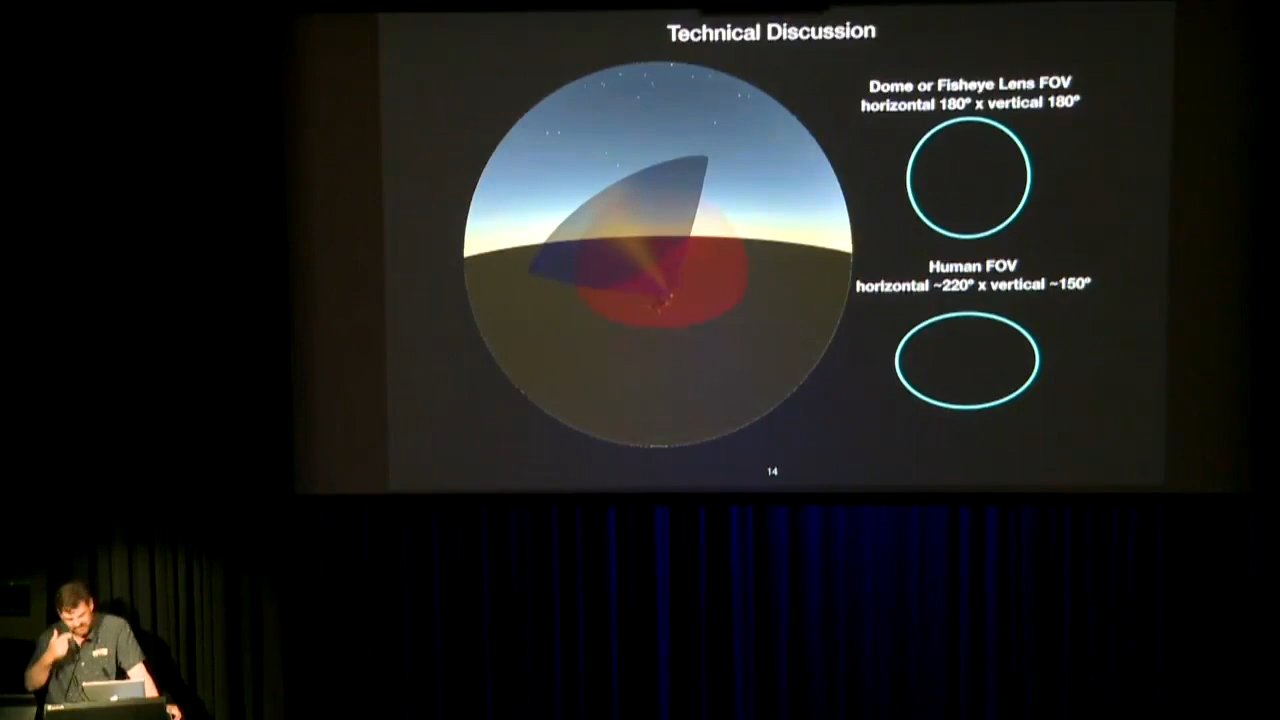 Technical Discussion
Dome or Fisheye Lens FOV
horizontal 180° x vertical 180°
Human FOV
horizontal ~220° x vertical ~150°
14